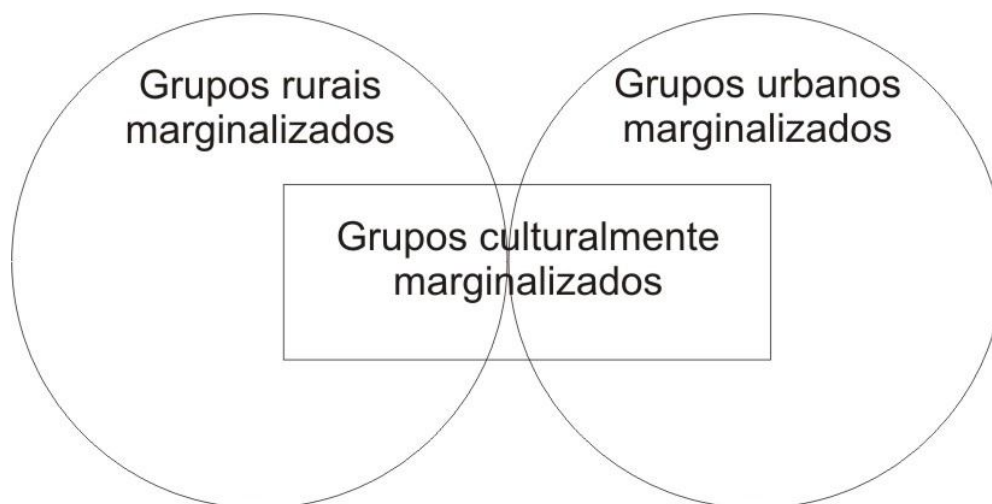 Grupos rurais
marginalizados
Grupos urbanos
marginalizados
Grupos culturalmente
marginalizados